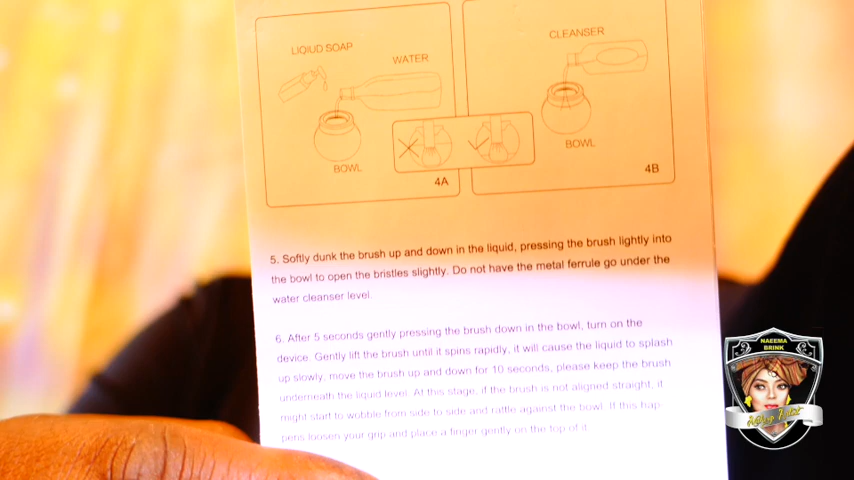 LIQIUD SOAP
WATER
BOWL
4A
CLEANSER
BOWL
4B
5. Softly dunk the brush up and down in the liquid, pressing the brush lightly into
the bowl to open the bristles slightly. Do not have the metal ferrule go under the
water cleanser level.
6. After 5 seconds gently pressing the brush down in the bowl, turn on the
device. Gently lift the brush until it spins rapidly, it will cause the liquid to splash
up slowly, move the brush up and down for 10 seconds, please keep the brush
underneath the liquid level. At this stage, if the brush is not aligned straight, it
might start to wobble from side to side and rattle against the bowl. If this hap-
pens loosen your grip and place a finger gently on the top of it.
NAEEMA
BRINK